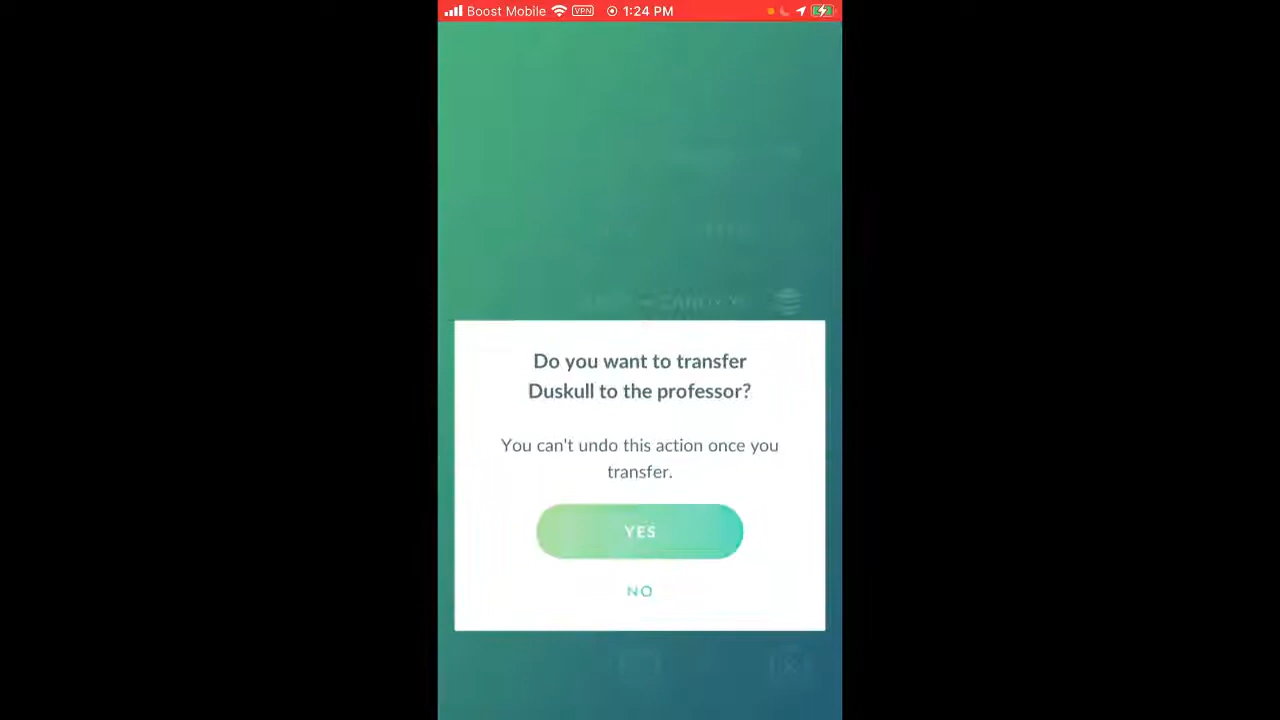 Boost Mobile VPN 1:24 PM
Do you want to transfer
Duskull to the professor?
You can't undo this action once you
transfer.
YES
NO